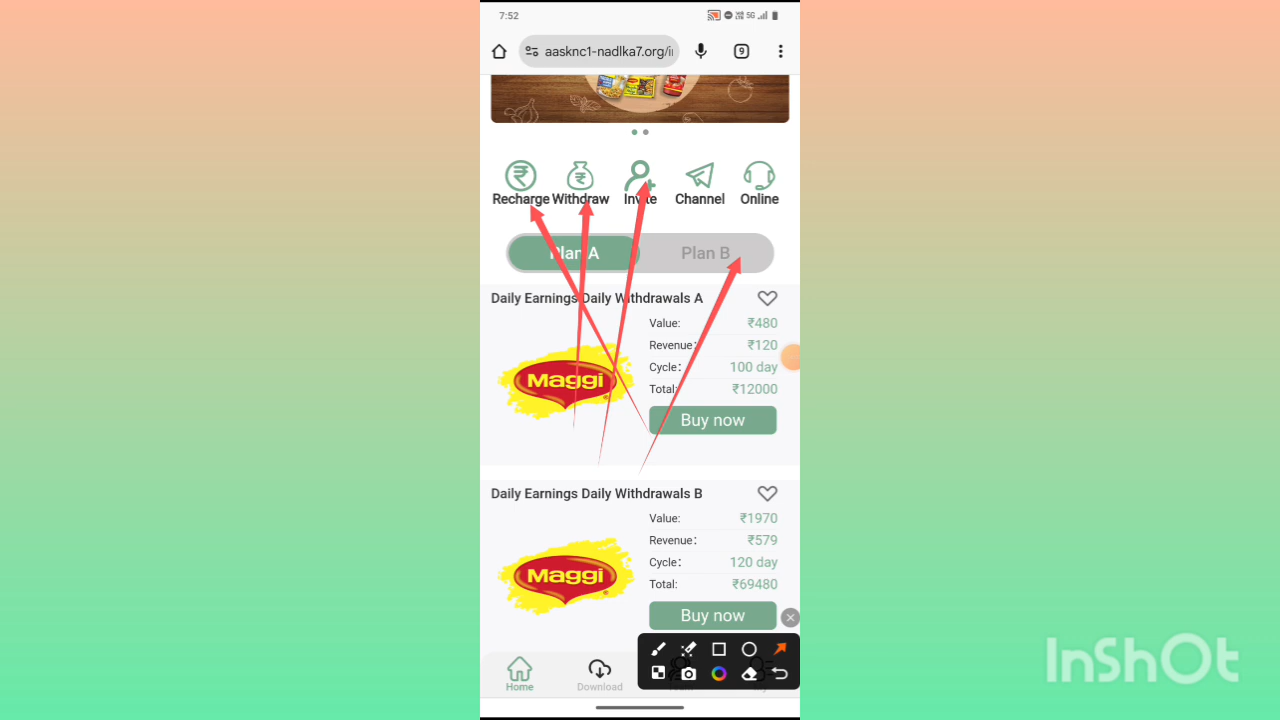 7:52
5G
aasknc1-nadlka7.org/i
9
Recharge Withdraw Invite Channel Online
Plan A Plan B
Daily Earnings Daily Withdrawals A
Value: ₹480
Revenue: ₹120
Cycle: 100 day
Total: ₹12000
Maggi
Buy now
Daily Earnings Daily Withdrawals B
Value: ₹1970
Revenue: ₹579
Cycle: 120 day
Total: ₹69480
Maggi
Buy now
Home Download
InShOt